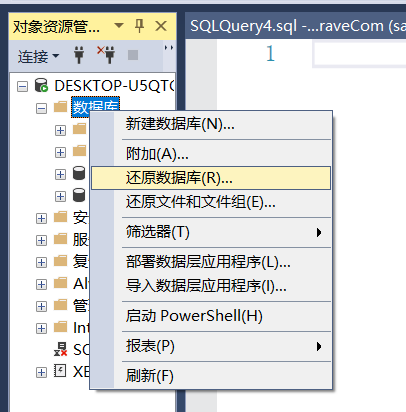 对象资源管...
SQLQuery4.sql -...raveCom (sa
连接
1
DESKTOP-U5QTC
数据库
新建数据库(N)...
附加(A)...
还原数据库(R)...
还原文件和文件组(E)...
筛选器(T)
部署数据层应用程序(L)...
导入数据层应用程序(I)...
启动 PowerShell(H)
报表(P)
刷新(F)
安
服
复
Al
管
Int
XE